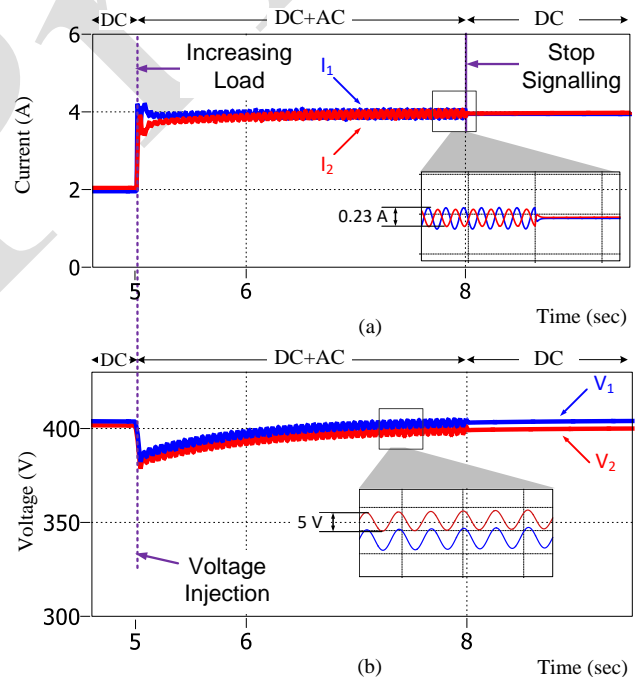 DC DC+AC DC
6
4
2
0
Current (A)
Increasing
Load
I1
I2
Stop
Signalling
0.23 A
5 6 8
Time (sec)
(a)
DC DC+AC DC
400
350
300
Voltage (V)
V1
V2
5 V
Voltage
Injection
5 6 8
Time (sec)
(b)